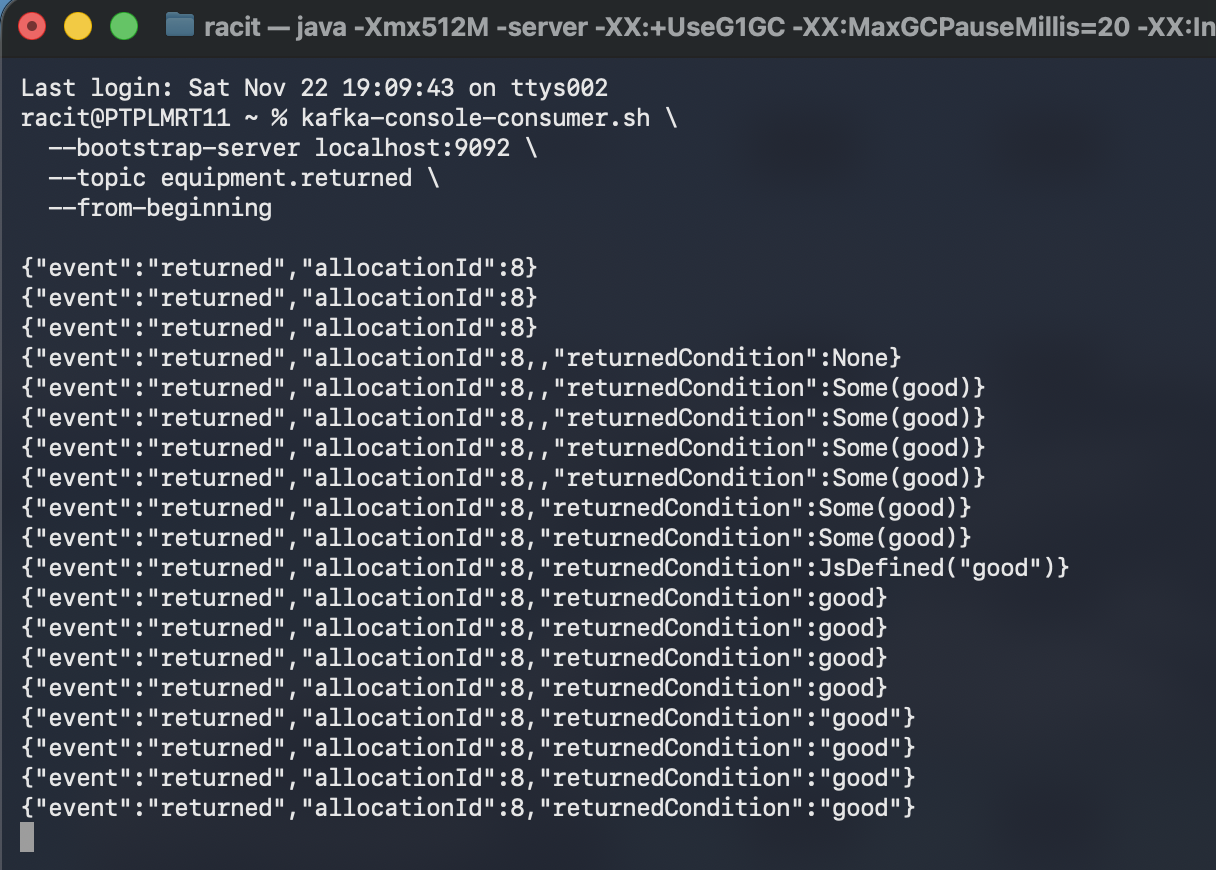 racit — java -Xmx512M -server -XX:+UseG1GC -XX:MaxGCPauseMillis=20 -XX:In
Last login: Sat Nov 22 19:09:43 on ttys002
racit@PTPLMRT11 ~ % kafka-console-consumer.sh \
  --bootstrap-server localhost:9092 \
  --topic equipment.returned \
  --from-beginning
{"event":"returned","allocationId":8}
{"event":"returned","allocationId":8}
{"event":"returned","allocationId":8}
{"event":"returned","allocationId":8,,"returnedCondition":None}
{"event":"returned","allocationId":8,,"returnedCondition":Some(good)}
{"event":"returned","allocationId":8,,"returnedCondition":Some(good)}
{"event":"returned","allocationId":8,,"returnedCondition":Some(good)}
{"event":"returned","allocationId":8,,"returnedCondition":Some(good)}
{"event":"returned","allocationId":8,"returnedCondition":Some(good)}
{"event":"returned","allocationId":8,"returnedCondition":Some(good)}
{"event":"returned","allocationId":8,"returnedCondition":JsDefined("good")}
{"event":"returned","allocationId":8,"returnedCondition":good}
{"event":"returned","allocationId":8,"returnedCondition":good}
{"event":"returned","allocationId":8,"returnedCondition":good}
{"event":"returned","allocationId":8,"returnedCondition":good}
{"event":"returned","allocationId":8,"returnedCondition":"good"}
{"event":"returned","allocationId":8,"returnedCondition":"good"}
{"event":"returned","allocationId":8,"returnedCondition":"good"}
{"event":"returned","allocationId":8,"returnedCondition":"good"}